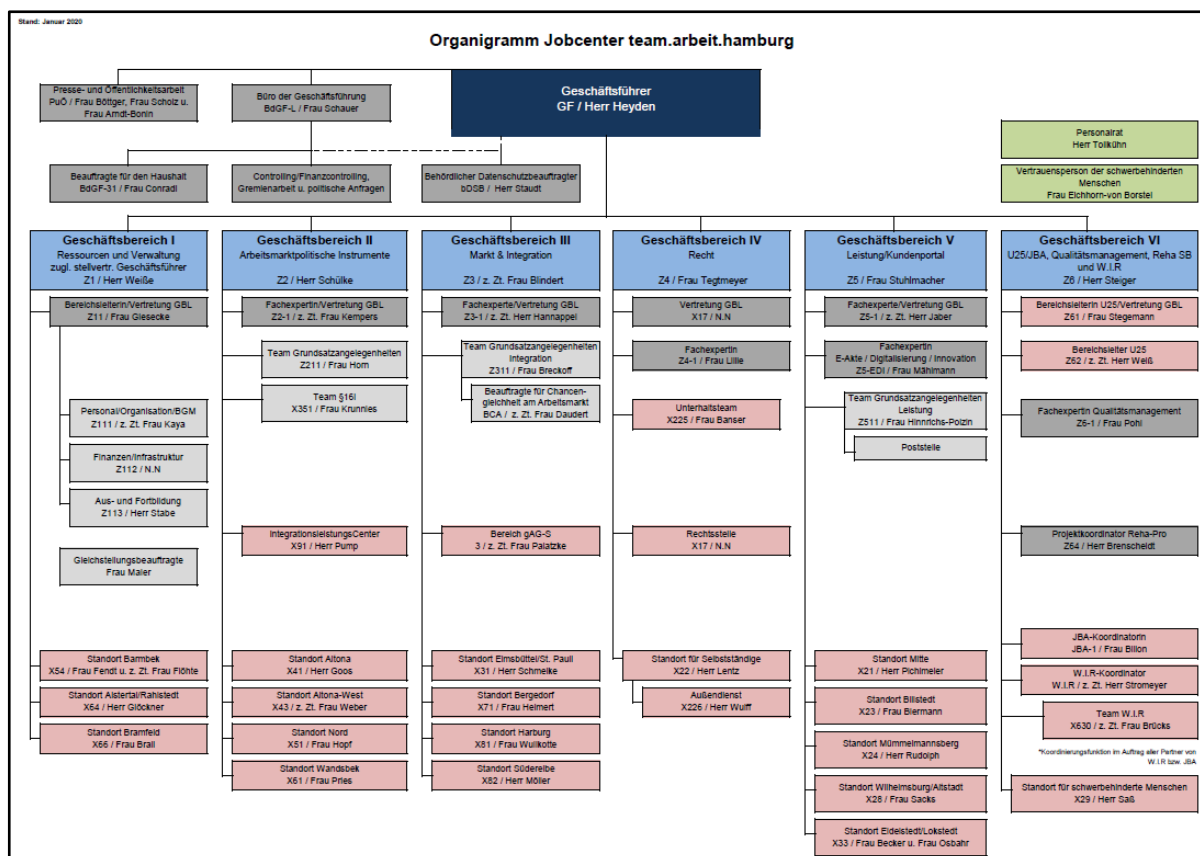 Stand: Januar 2020
Organigramm Jobcenter team.arbeit.hamburg
Presse- und Öffentlichkeitsarbeit
PuÖ / Frau Böttger, Frau Scholz u.
Frau Arndt-Bonin
Büro der Geschäftsführung
BdGF-L / Frau Schauer
Geschäftsführer
GF / Herr Heyden
Personalrat
Herr Tollkühn
Vertrauensperson der schwerbehinderten
Menschen
Frau Eichhorn-von Borstel
Beauftragte für den Haushalt
BdGF-31 / Frau Conradi
Controlling/Finanzcontrolling,
Gremienarbeit u. politische Anfragen
Behördlicher Datenschutzbeauftragter
bDSB / Herr Staudt
Geschäftsbereich I
Ressourcen und Verwaltung
zugl. stellvertr. Geschäftsführer
Z1 / Herr Weiße
Bereichsleiterin/Vertretung GBL
Z11 / Frau Giesecke
Personal/Organisation/BGM
Z111 / z. Zt. Frau Kaya
Finanzen/Infrastruktur
Z112 / N.N
Aus- und Fortbildung
Z113 / Herr Stabe
Gleichstellungsbeauftragte
Frau Maier
Standort Barmbek
X54 / Frau Fendt u. z. Zt. Frau Flöhte
Standort Alstertal/Rahlstedt
X64 / Herr Glöckner
Standort Bramfeld
X66 / Frau Brall
Geschäftsbereich II
Arbeitsmarktpolitische Instrumente
Z2 / Herr Schülke
Fachexpertin/Vertretung GBL
Z2-1 / z. Zt. Frau Kempers
Team Grundsatzangelegenheiten
Z211 / Frau Horn
Team §16i
X351 / Frau Krunnies
IntegrationsleistungsCenter
X91 / Herr Pump
Standort Altona
X41 / Herr Goos
Standort Altona-West
X43 / z. Zt. Frau Weber
Standort Nord
X51 / Frau Hopf
Standort Wandsbek
X61 / Frau Pries
Geschäftsbereich III
Markt & Integration
Z3 / z. Zt. Frau Blindert
Fachexperte/Vertretung GBL
Z3-1 / z. Zt. Herr Hannappel
Team Grundsatzangelegenheiten
Integration
Z311 / Frau Breckoff
Beauftragte für Chancen-
gleichheit am Arbeitsmarkt
BCA / z. Zt. Frau Daudert
Bereich gAG-S
3 / z. Zt. Frau Palatzke
Standort Eimsbüttel/St. Pauli
X31 / Herr Schmelke
Standort Bergedorf
X71 / Frau Helmert
Standort Harburg
X81 / Frau Wullkotte
Standort Süderelbe
X82 / Herr Möller
Geschäftsbereich IV
Recht
Z4 / Frau Tegtmeyer
Vertretung GBL
X17 / N.N
Fachexpertin
Z4-1 / Frau Lille
Unterhaltsteam
X225 / Frau Banser
Rechtsstelle
X17 / N.N
Standort für Selbstständige
X22 / Herr Lentz
Außendienst
X226 / Herr Wulff
Geschäftsbereich V
Leistung/Kundenportal
Z5 / Frau Stuhlmacher
Fachexperte/Vertretung GBL
Z5-1 / z. Zt. Herr Jaber
Fachexpertin
E-Akte / Digitalisierung / Innovation
Z5-EDI / Frau Mählmann
Team Grundsatzangelegenheiten
Leistung
Z511 / Frau Hinrichs-Polzin
Poststelle
Standort Mitte
X21 / Herr Pichlmeier
Standort Billstedt
X23 / Frau Biermann
Standort Mümmelmannsberg
X24 / Herr Rudolph
Standort Wilhelmsburg/Altstadt
X28 / Frau Sacks
Standort Eidelstedt/Lokstedt
X33 / Frau Becker u. Frau Osbahr
Geschäftsbereich VI
U25/JBA, Qualitätsmanagement, Reha SB
und W.I.R
Z6 / Herr Steiger
Bereichsleiterin U25/Vertretung GBL
Z61 / Frau Stegemann
Bereichsleiter U25
Z62 / z. Zt. Herr Weiß
Fachexpertin Qualitätsmanagement
Z6-1 / Frau Pohl
Projektkoordinator Reha-Pro
Z64 / Herr Brenscheidt
JBA-Koordinatorin
JBA-1 / Frau Billon
W.I.R-Koordinator
W.I.R / z. Zt. Herr Stromeyer
Team W.I.R
X630 / z. Zt. Frau Brücks
*Koordinierungsfunktion im Auftrag aller Partner von
W.I.R bzw. JBA
Standort für schwerbehinderte Menschen
X29 / Herr Saß